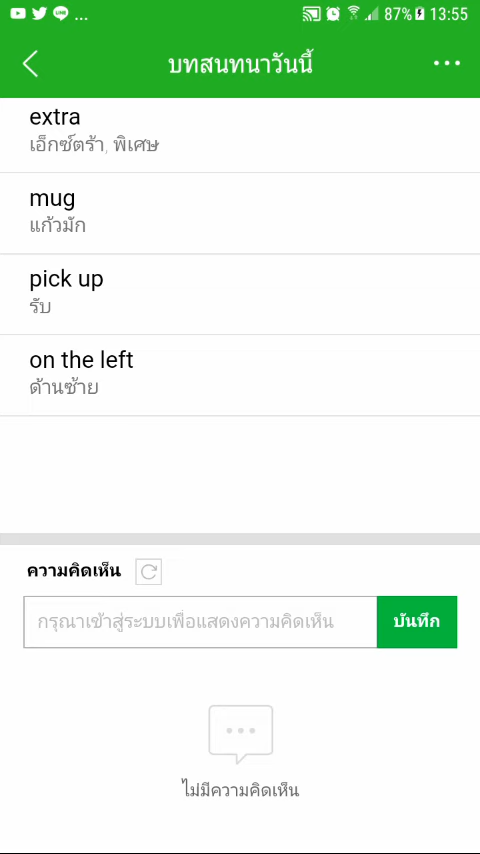 ... 87% 13:55
บทสนทนาวันนี้
extra
เอ็กซ์ตร้า, พิเศษ
mug
แก้วมัก
pick up
รับ
on the left
ด้านซ้าย
ความคิดเห็น
กรุณาเข้าสู่ระบบเพื่อแสดงความคิดเห็น
บันทึก
ไม่มีความคิดเห็น